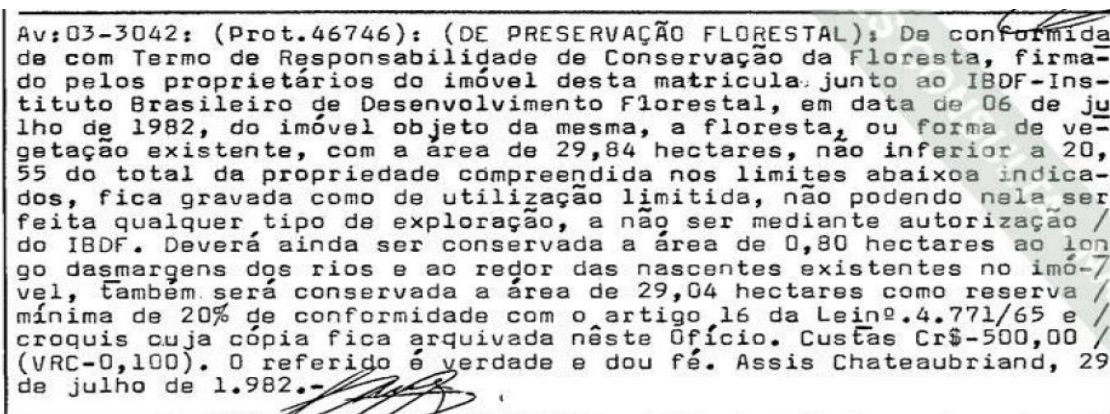 Av:03-3042: (Prot.46746): (DE PRESERVAÇÃO FLORESTAL): De conformida
de com Termo de Responsabilidade de Conservação da Floresta, firma-
do pelos proprietários do imóvel desta matricula junto ao IBDF-Ins-
tituto Brasileiro de Desenvolvimento Florestal, em data de 06 de ju
lho de 1982, do imóvel objeto da mesma, a floresta, ou forma de ve-
getação existente, com a área de 29,84 hectares, não inferior a 20,
55 do total da propriedade compreendida nos limites abaixoa indica-
dos, fica gravada como de utilização limitida, não podendo nela ser
feita qualquer tipo de exploração, a não ser mediante autorização /
do IBDF. Deverá ainda ser conservada a área de 0,80 hectares ao lon
go dasmargens dos rios e ao redor das nascentes existentes no imó-/
vel, também será conservada a área de 29,04 hectares como reserva /
mínima de 20% de conformidade com o artigo 16 da Leinº.4.771/65 e /
croquis cuja cópia fica arquivada nêste Ofício. Custas Cr$-500,00 /
(VRC-0,100). O referido é verdade e dou fé. Assis Chateaubriand, 29
de julho de 1.982.-